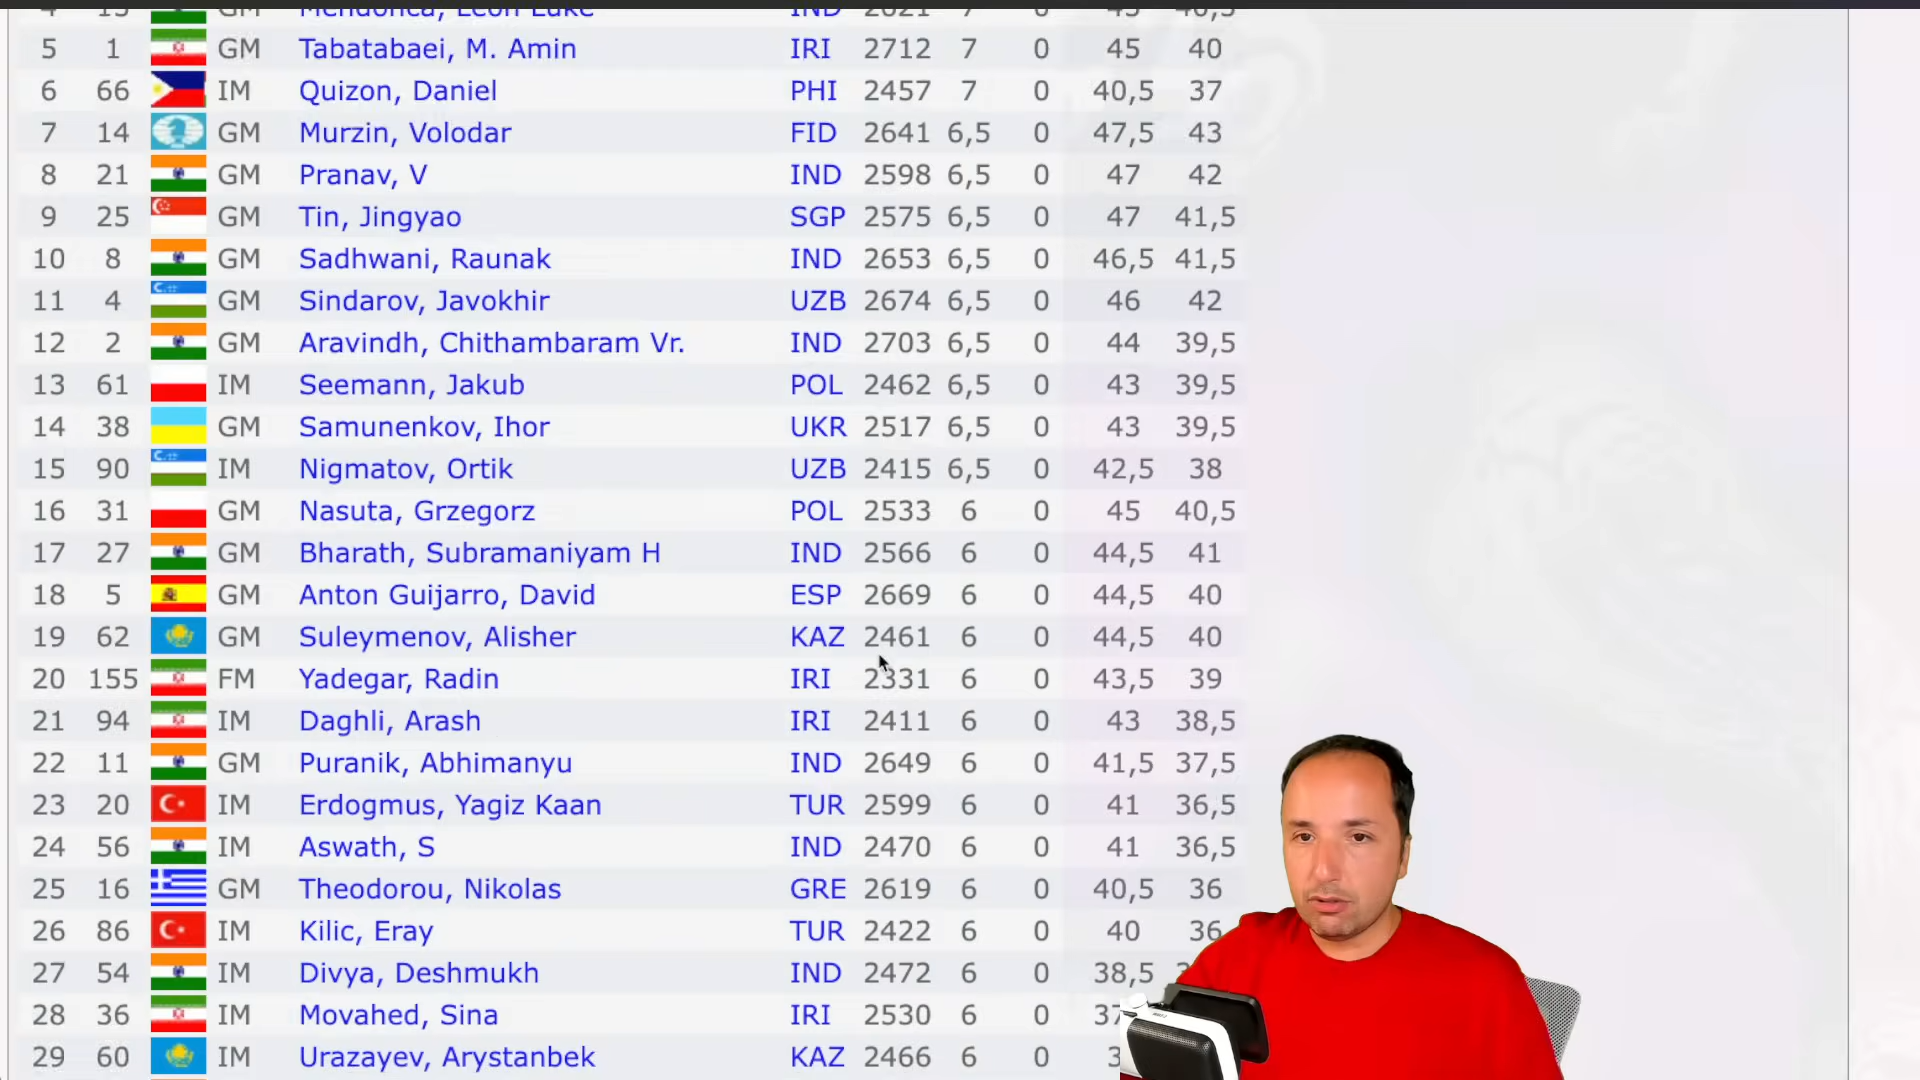 4 15 GM Mendonca, Leon Luke IND 2621 7 0 45 40,5
5 1 GM Tabatabaei, M. Amin IRI 2712 7 0 45 40
6 66 IM Quizon, Daniel PHI 2457 7 0 40,5 37
7 14 GM Murzin, Volodar FID 2641 6,5 0 47,5 43
8 21 GM Pranav, V IND 2598 6,5 0 47 42
9 25 GM Tin, Jingyao SGP 2575 6,5 0 47 41,5
10 8 GM Sadhwani, Raunak IND 2653 6,5 0 46,5 41,5
11 4 GM Sindarov, Javokhir UZB 2674 6,5 0 46 42
12 2 GM Aravindh, Chithambaram Vr. IND 2703 6,5 0 44 39,5
13 61 IM Seemann, Jakub POL 2462 6,5 0 43 39,5
14 38 GM Samunenkov, Ihor UKR 2517 6,5 0 43 39,5
15 90 IM Nigmatov, Ortik UZB 2415 6,5 0 42,5 38
16 31 GM Nasuta, Grzegorz POL 2533 6 0 45 40,5
17 27 GM Bharath, Subramaniyam H IND 2566 6 0 44,5 41
18 5 GM Anton Guijarro, David ESP 2669 6 0 44,5 40
19 62 GM Suleymenov, Alisher KAZ 2461 6 0 44,5 40
20 155 FM Yadegar, Radin IRI 2331 6 0 43,5 39
21 94 IM Daghli, Arash IRI 2411 6 0 43 38,5
22 11 GM Puranik, Abhimanyu IND 2649 6 0 41,5 37,5
23 20 IM Erdogmus, Yagiz Kaan TUR 2599 6 0 41 36,5
24 56 IM Aswath, S IND 2470 6 0 41 36,5
25 16 GM Theodorou, Nikolas GRE 2619 6 0 40,5 36
26 86 IM Kilic, Eray TUR 2422 6 0 40 36
27 54 IM Divya, Deshmukh IND 2472 6 0 38,5
28 36 IM Movahed, Sina IRI 2530 6 0 37
29 60 IM Urazayev, Arystanbek KAZ 2466 6 0